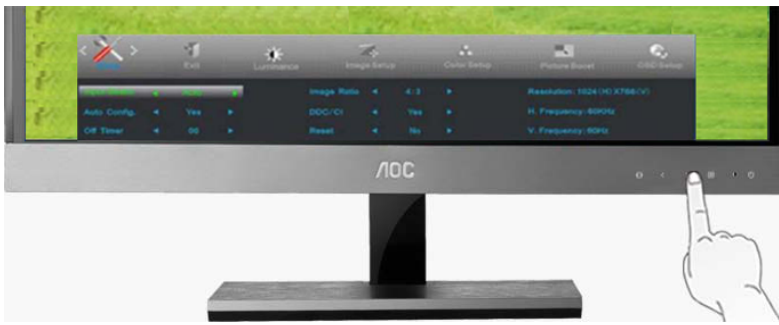 Exit
Luminance
Image Setup
Color Setup
Picture Boost
OSD Setup
Image Ratio 4:3 Resolution: 1024(H)X768(V)
Auto Config. Yes DDC/CI Yes H. Frequency:60KHz
Off Timer 00 Reset No V. Frequency:60Hz
AOC